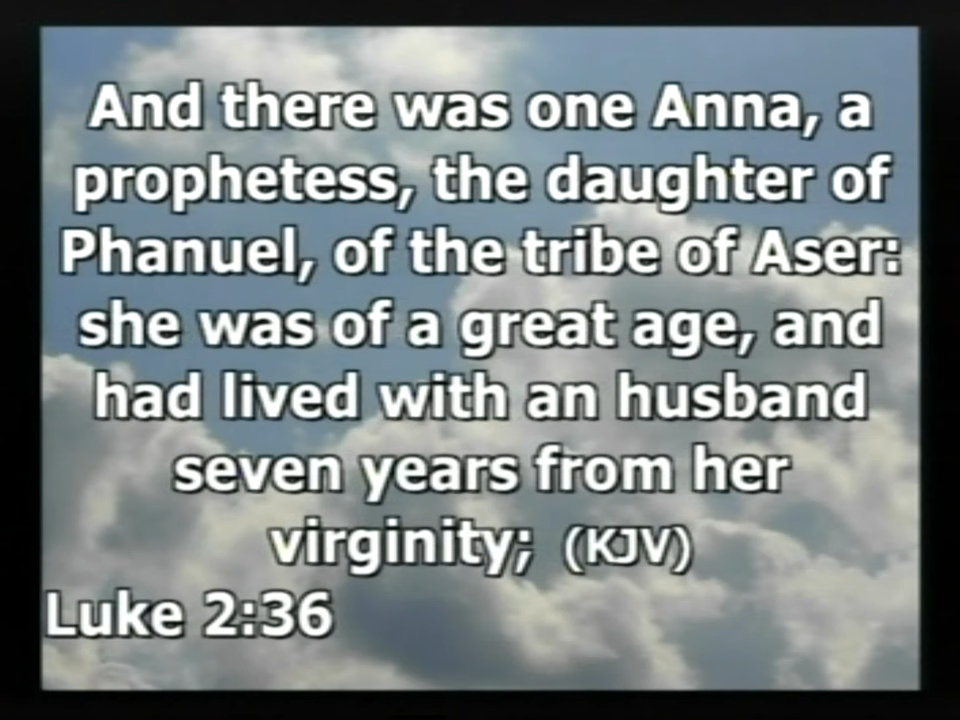 And there was one Anna, a
prophetess, the daughter of
Phanuel, of the tribe of Aser:
she was of a great age, and
had lived with an husband
seven years from her
virginity; (KJV)
Luke 2:36